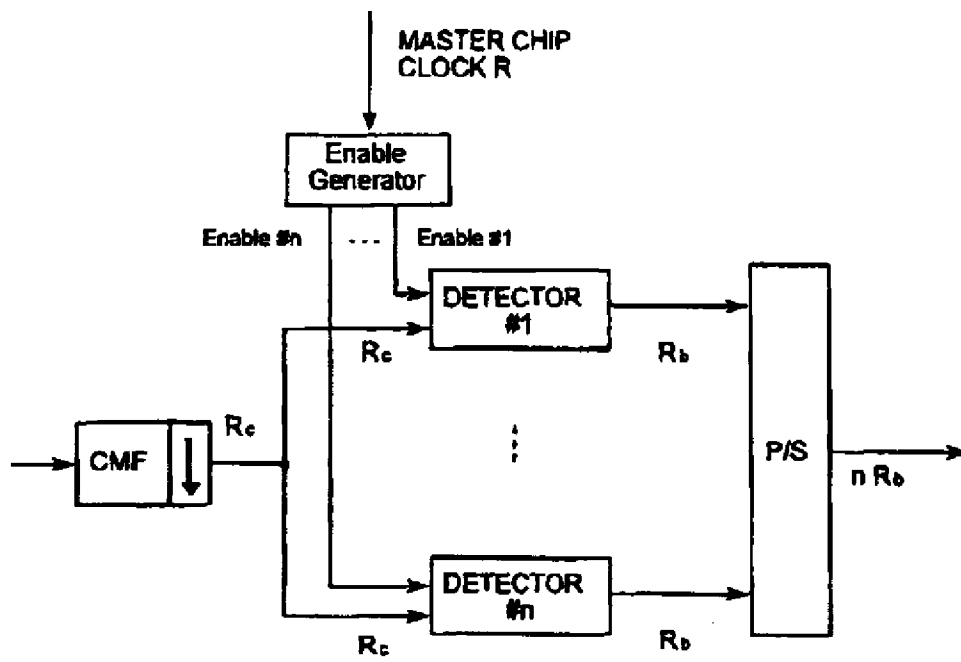 MASTER CHIP
CLOCK R
Enable
Generator
Enable #n
...
Enable #1
DETECTOR
#1
Rc
Rb
Rc
CMF
P/S
n Rb
DETECTOR
#n
Rc
Rb